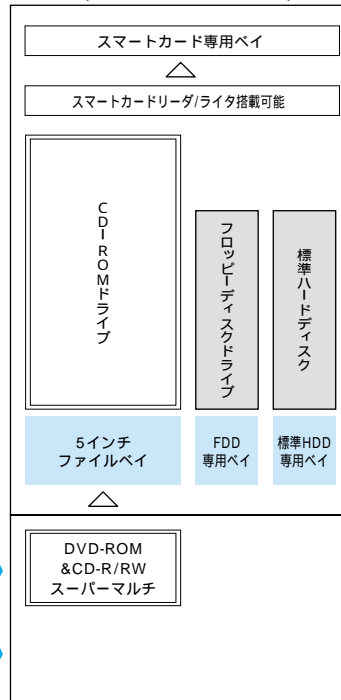 スマートカード専用ベイ
スマートカードリーダ/ライタ搭載可能
CD-ROMドライブ
フロッピーディスクドライブ
標準ハードディスク
5インチ
ファイルベイ
FDD
専用ベイ
標準HDD
専用ベイ
DVD-ROM
&CD-R/RW
スーパーマルチ